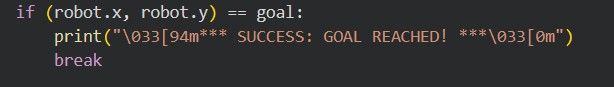 if (robot.x, robot.y) == goal:
    print("\033[94m*** SUCCESS: GOAL REACHED! ***\033[0m")
    break